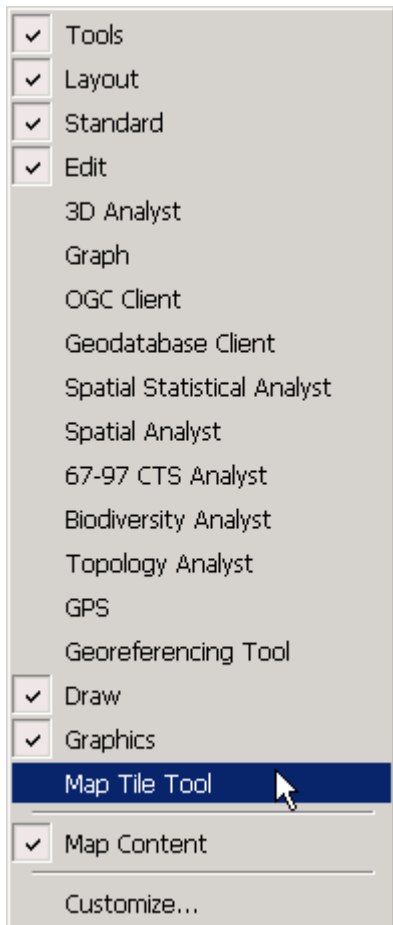 Tools
Layout
Standard
Edit
3D Analyst
Graph
OGC Client
Geodatabase Client
Spatial Statistical Analyst
Spatial Analyst
67-97 CTS Analyst
Biodiversity Analyst
Topology Analyst
GPS
Georeferencing Tool
Draw
Graphics
Map Tile Tool
Map Content
Customize...